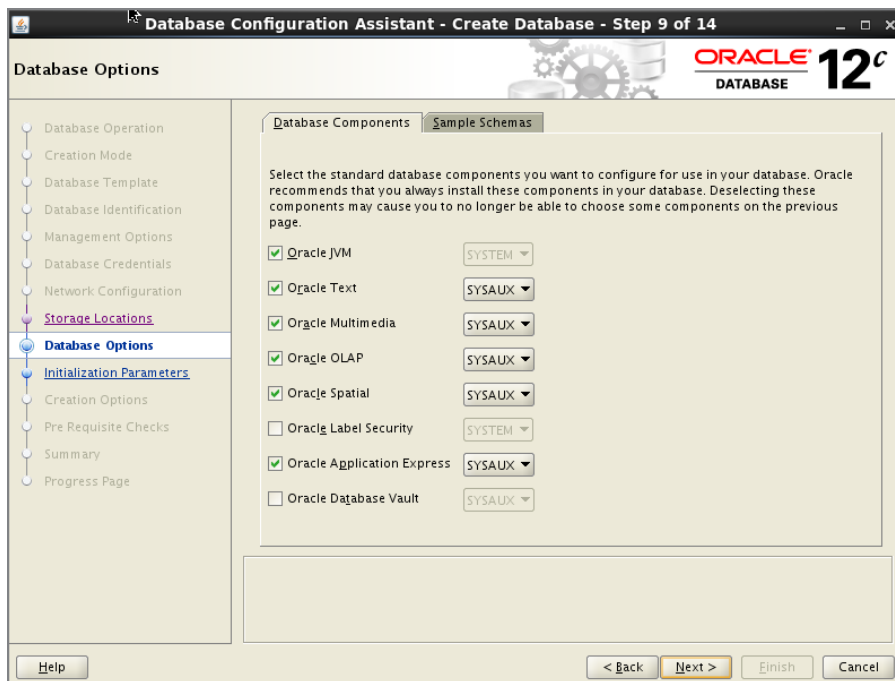 Database Configuration Assistant - Create Database - Step 9 of 14
Database Options
ORACLE®
DATABASE
12c
Database Operation
Creation Mode
Database Template
Database Identification
Management Options
Database Credentials
Network Configuration
Storage Locations
Database Options
Initialization Parameters
Creation Options
Pre Requisite Checks
Summary
Progress Page
Database Components
Sample Schemas
Select the standard database components you want to configure for use in your database. Oracle
recommends that you always install these components in your database. Deselecting these
components may cause you to no longer be able to choose some components on the previous
page.
Oracle JVM SYSTEM
Oracle Text SYSAUX
Oracle Multimedia SYSAUX
Oracle OLAP SYSAUX
Oracle Spatial SYSAUX
Oracle Label Security SYSTEM
Oracle Application Express SYSAUX
Oracle Database Vault SYSAUX
Help
< Back
Next >
Finish
Cancel